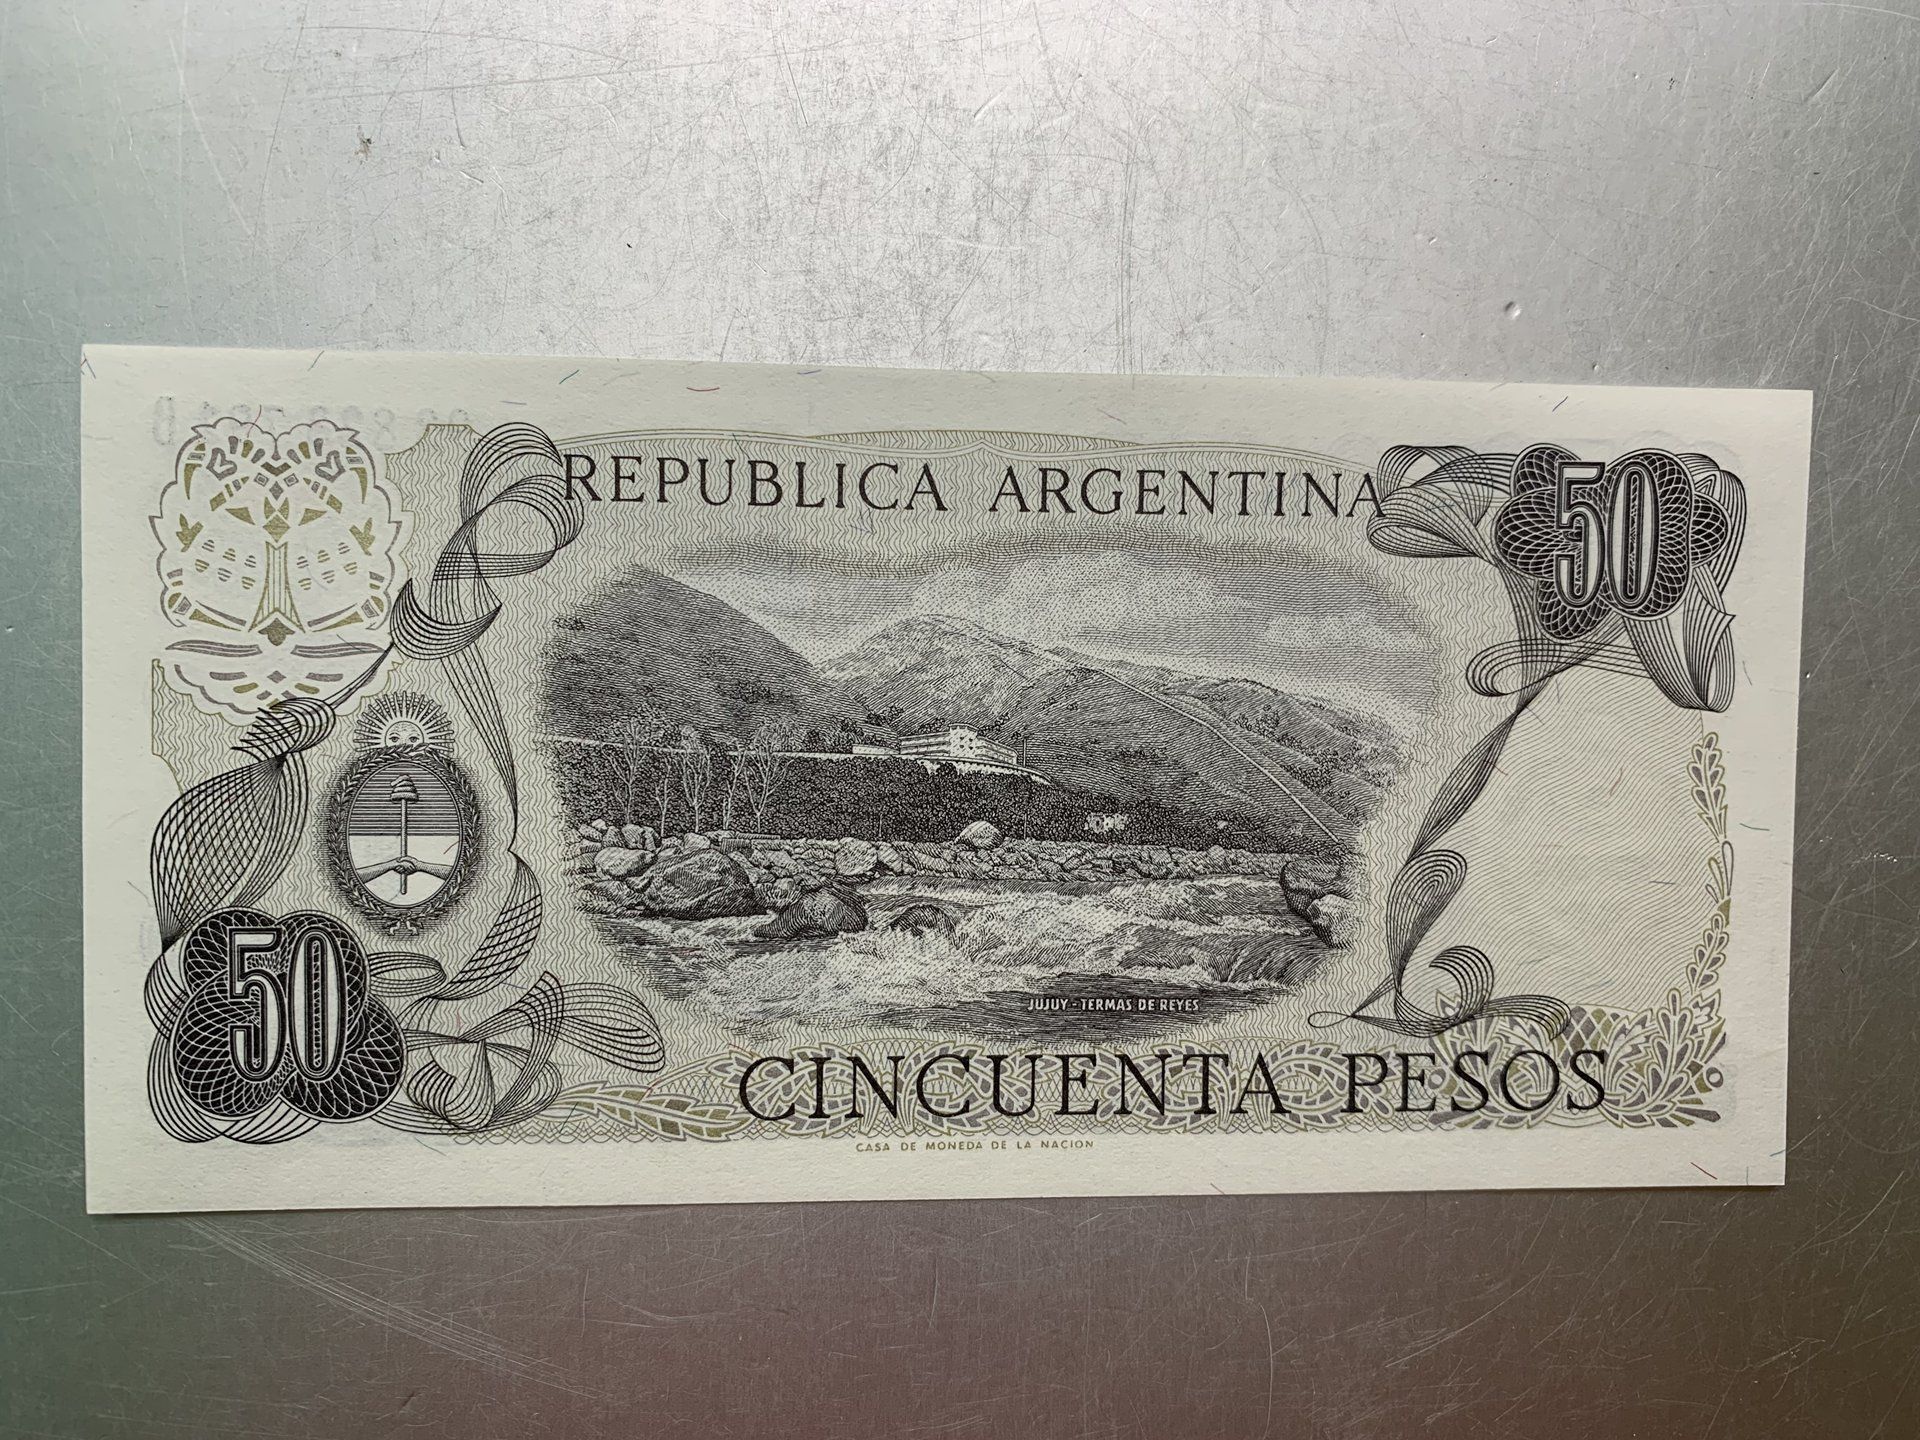 REPUBLICA ARGENTINA
50
JUJUY - TERMAS DE REYES
50
CINCUENTA PESOS
CASA DE MONEDA DE LA NACION